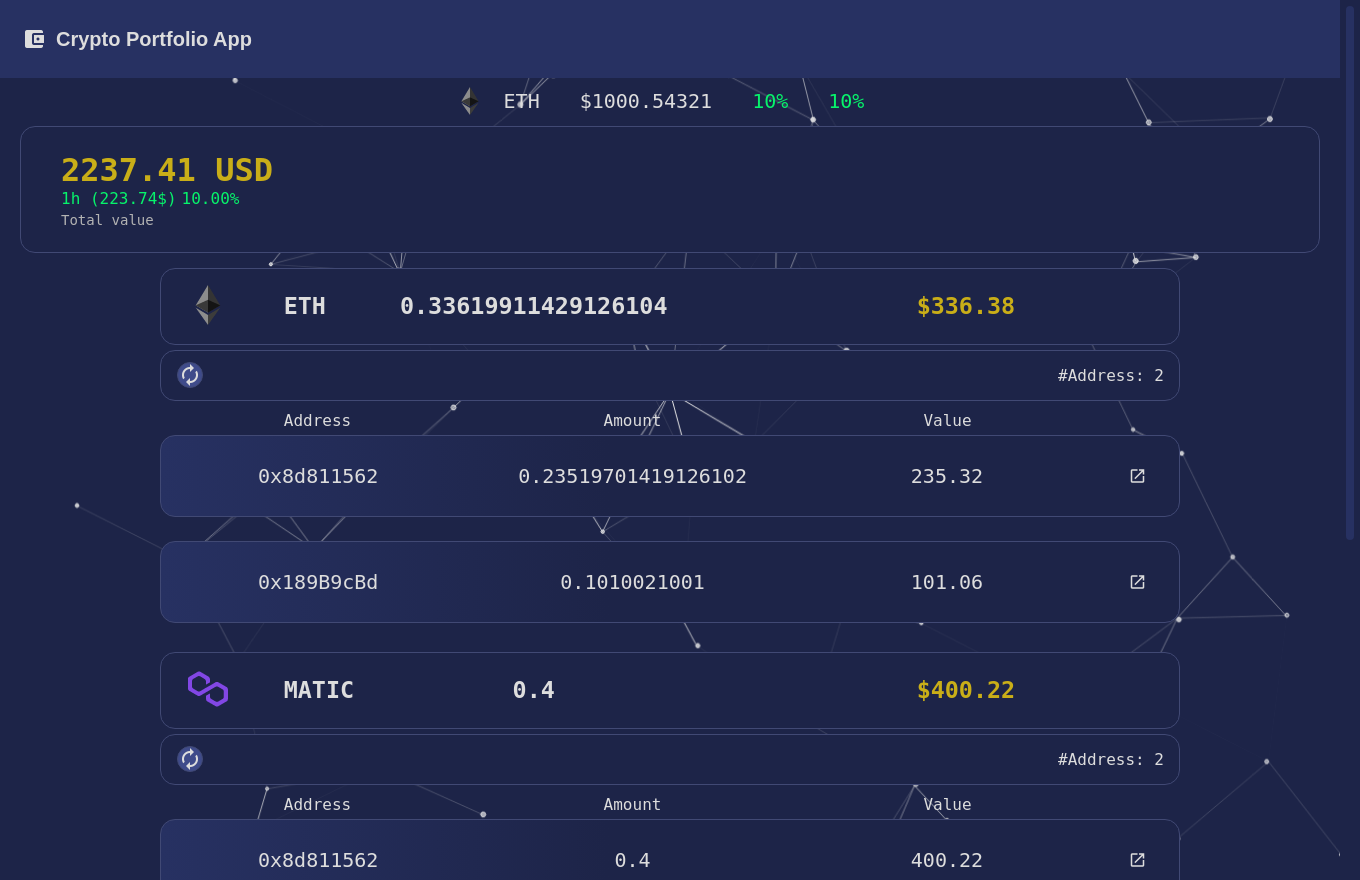 Crypto Portfolio App
ETH $1000.54321 10% 10%
2237.41 USD
1h (223.74$) 10.00%
Total value
ETH 0.33619911429126104 $336.38
#Address: 2
Address Amount Value
0x8d811562 0.23519701419126102 235.32
0x189B9cBd 0.1010021001 101.06
MATIC 0.4 $400.22
#Address: 2
Address Amount Value
0x8d811562 0.4 400.22